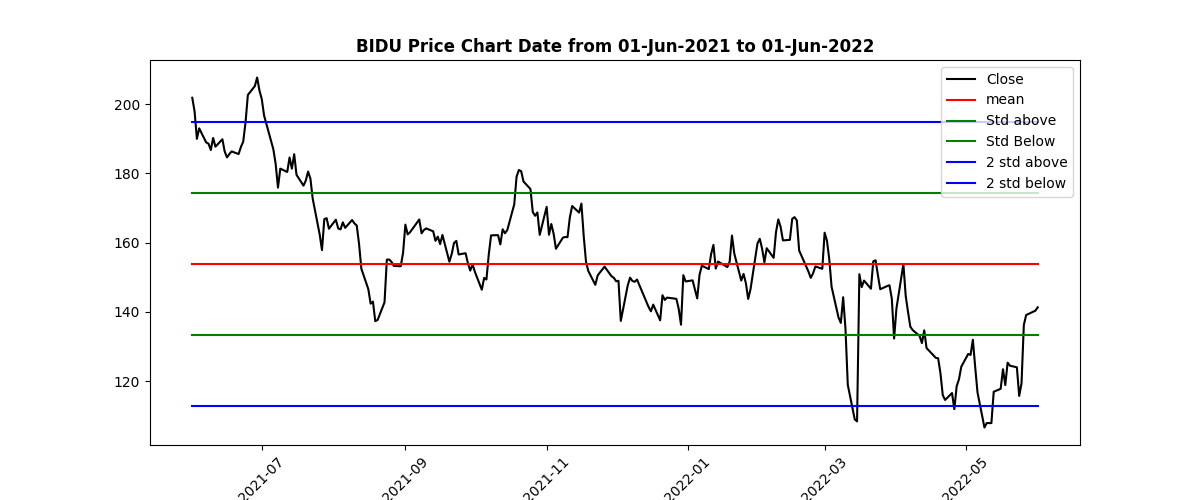 BIDU Price Chart Date from 01-Jun-2021 to 01-Jun-2022
Close
mean
Std above
Std Below
2 std above
2 std below
200
180
160
140
120
2021-07
2021-09
2021-11
2022-01
2022-03
2022-05